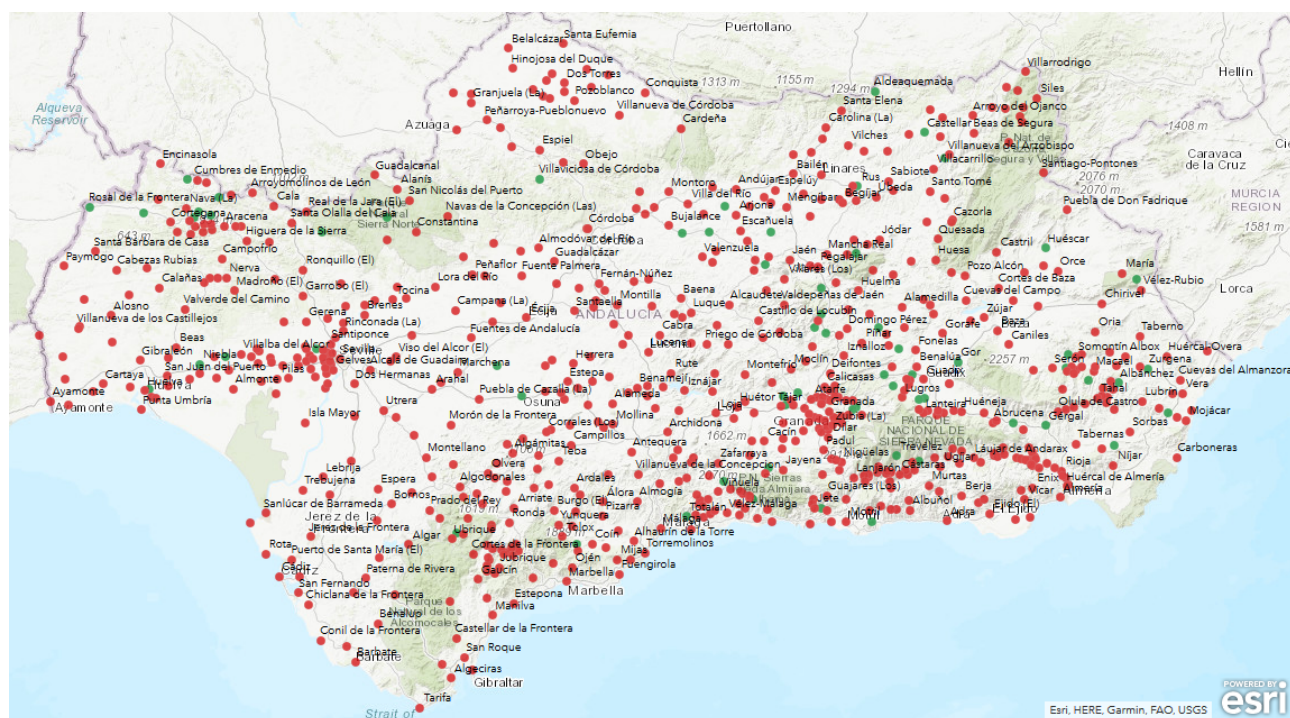 Puertollano
Belalcázar
Santa Eufemia
Hinojosa del Duque
Dos Torres
Pozoblanco
Conquista
1313 m
1155 m
1294 m
Aldeaquemada
Villarrodrigo
Hellín
Siles
Granjuela (La)
Peñarroya-Pueblonuevo
Villanueva de Córdoba
Cardeña
Santa Elena
Carolina (La)
Arroyo del Ojanco
Alqueva
Reservoir
Azuaga
Espiel
Obejo
Vilches
Castellar
Beas de Segura
1408 m
Villanueva del Arzobispo
Villacarrillo
Segura y Villas
Caravaca
de la Cruz
Encinasola
Cumbres de Enmedio
Guadalcanal
Alanís
Villaviciosa de Córdoba
Bailén
Linares
Sabiote
Santiago-Pontones
2076 m
Arroyomolinos de León
Rosal de la Frontera
Nava (La)
Cala
Real de la Jara (El)
San Nicolás del Puerto
Montoro
Villa del Río
Andújar
Espelúy
Rus
Úbeda
Santo Tomé
2070 m
Puebla de Don Fadrique
MURCIA
REGION
Cortegana
Aracena
Santa Olalla del Cala
Sierra Norte
Navas de la Concepción (Las)
Constantina
Córdoba
Bujalance
Arjona
Mengíbar
Begíjar
Escañuela
Cazorla
1581 m
643 m
Higuera de la Sierra
Santa Bárbara de Casa
Campofrío
Almodóvar del Río
Guadalcázar
Valenzuela
Jaén
Mancha Real
Pegalajar
Jódar
Quesada
Huesa
Castril
Huéscar
Paymogo
Cabezas Rubias
Ronquillo (El)
Peñaflor
Nerva
Calañas
Madroño (El)
Garrobo (El)
Lora del Río
Fuente Palmera
Fernán-Núñez
Villares (Los)
Huelma
Pozo Alcón
Orce
María
Vélez-Rubio
Lorca
Cortes de Baza
Cuevas del Campo
Chirivel
Tocina
Montilla
Baena
Alcaudete
Valdepeñas de Jaén
Alamedilla
Alosno
Valverde del Camino
Gerena
Brenes
Campana (La)
Écija
Santaella
Luque
Castillo de Locubín
Zújar
Villanueva de los Castillejos
Rinconada (La)
ANDALUCIA
Domingo Pérez
Gorafe
Baza
Oria
Taberno
Fuentes de Andalucía
Cabra
Priego de Córdoba
Píñar
Fonelas
Caniles
Santiponce
Beas
Viso del Alcor (El)
Lucena
Iznalloz
Somontín
Albox
Huércal-Overa
Gibraleón
Niebla
Villalba del Alcor
Sevilla
Gelves
Alcalá de Guadaíra
Marchena
Herrera
Rute
Montefrío
Moclín
Deifontes
Benalúa
Gor
2257 m
Serón
Macael
Zurgena
Cartaya
San Juan del Puerto
Pilas
Dos Hermanas
Estepa
Benamejí
Iznájar
Calicasas
Guadix
Albánchez
Cuevas del Almanzora
Ayamonte
Huelva
Almonte
Arahal
Puebla de Cazalla (La)
Osuna
Alameda
Huétor Tájar
Atarfe
Granada
Lugros
Lanteira
Huéneja
Tahal
Lubrín
Vera
Ayamonte
Punta Umbría
Utrera
Mollina
Loja
Zubia (La)
Abrucena
Olula de Castro
Gérgal
Mojácar
Isla Mayor
Morón de la Frontera
Corrales (Los)
Campillos
Archidona
Cacín
Dílar
PARQUE
NACIONAL DE
SIERRA NEVADA
Sorbas
Tabernas
Montellano
Algámitas
Teba
Antequera
1662 m
Zafarraya
Padul
Trevélez
Láujar de Andarax
Carboneras
Lebrija
Olvera
Villanueva de la Concepcion
Jayena
Nigüelas
Lanjarón
Cástaras
Ugíjar
Rioja
Níjar
Trebujena
Espera
Algodonales
Ardales
Viñuela
Murtas
Enix
Huércal de Almería
Sanlúcar de Barrameda
Bornos
Prado del Rey
Arriate
Burgo (El)
Álora
Almogía
Guajares (Los)
Berja
Vícar
Almería
Jerez de la Frontera
Ronda
Yunquera
Pizarra
Totalán
Vélez-Málaga
Jete
Albuñol
Ejido (El)
Algar
Ubrique
Tolox
Málaga
Motril
Adra
El Ejido
Rota
Puerto de Santa María (El)
Cortes de la Frontera
Coín
Alhaurín de la Torre
Torremolinos
Cádiz
Paterna de Rivera
Jubrique
Ojén
Mijas
San Fernando
Gaucín
Marbella
Fuengirola
Chiclana de la Frontera
Estepona
Marbella
Benalup
Parque
Natural de los
Alcornocales
Manilva
Conil de la Frontera
Castellar de la Frontera
Barbate
Barbate
San Roque
Algeciras
Gibraltar
Tarifa
Strait of
Esri, HERE, Garmin, FAO, USGS
POWERED BY
esri